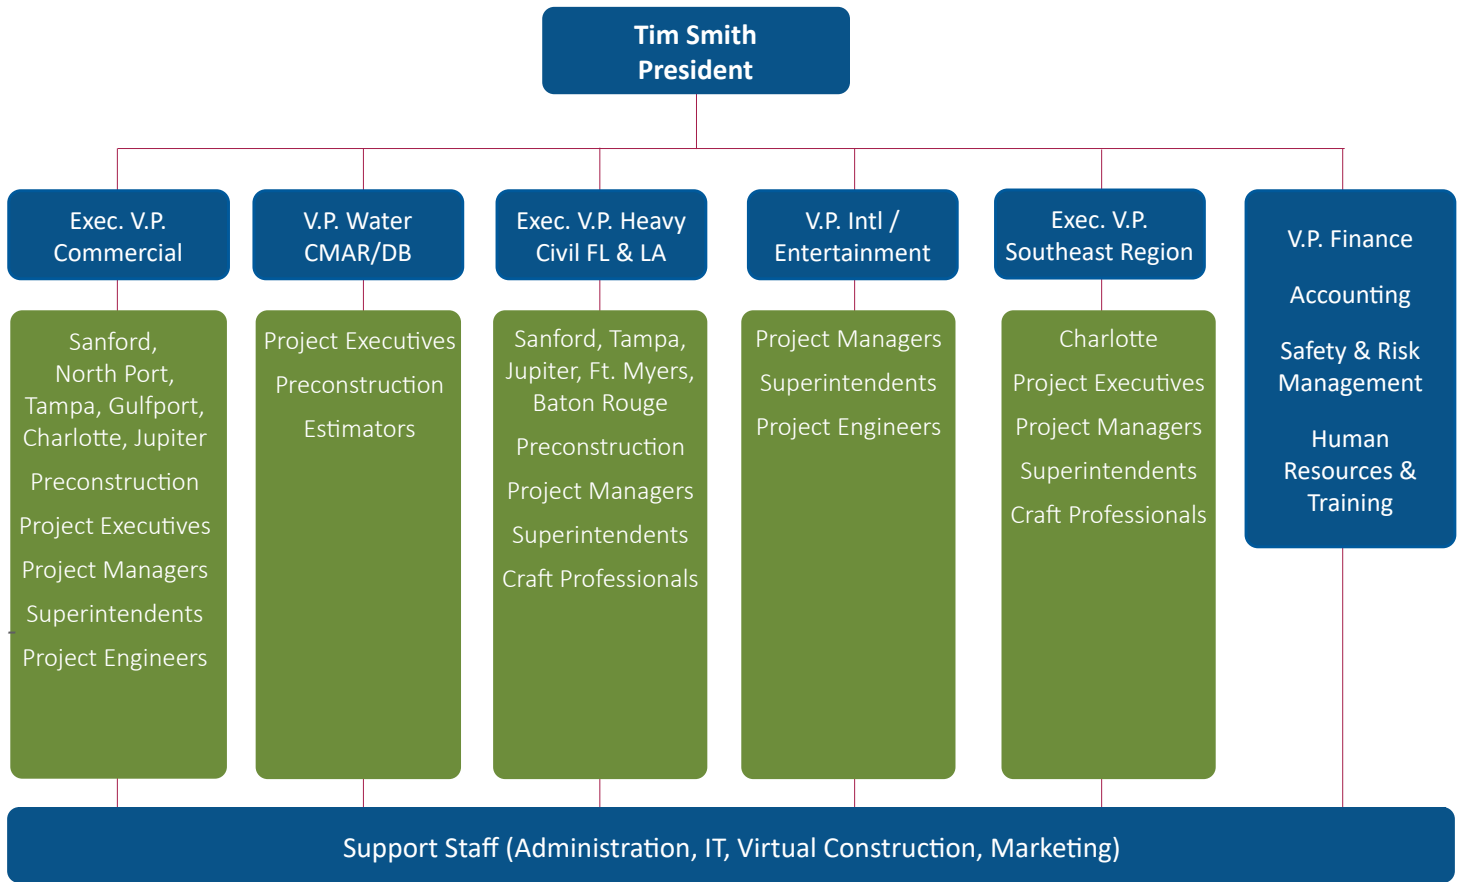 Tim Smith
President
Exec. V.P.
Commercial
V.P. Water
CMAR/DB
Exec. V.P. Heavy
Civil FL & LA
V.P. Intl /
Entertainment
Exec. V.P.
Southeast Region
V.P. Finance
Accounting
Safety & Risk
Management
Human
Resources &
Training
Sanford,
North Port,
Tampa, Gulfport,
Charlotte, Jupiter
Preconstruction
Project Executives
Project Managers
Superintendents
Project Engineers
Project Executives
Preconstruction
Estimators
Sanford, Tampa,
Jupiter, Ft. Myers,
Baton Rouge
Preconstruction
Project Managers
Superintendents
Craft Professionals
Project Managers
Superintendents
Project Engineers
Charlotte
Project Executives
Project Managers
Superintendents
Craft Professionals
Support Staff (Administration, IT, Virtual Construction, Marketing)